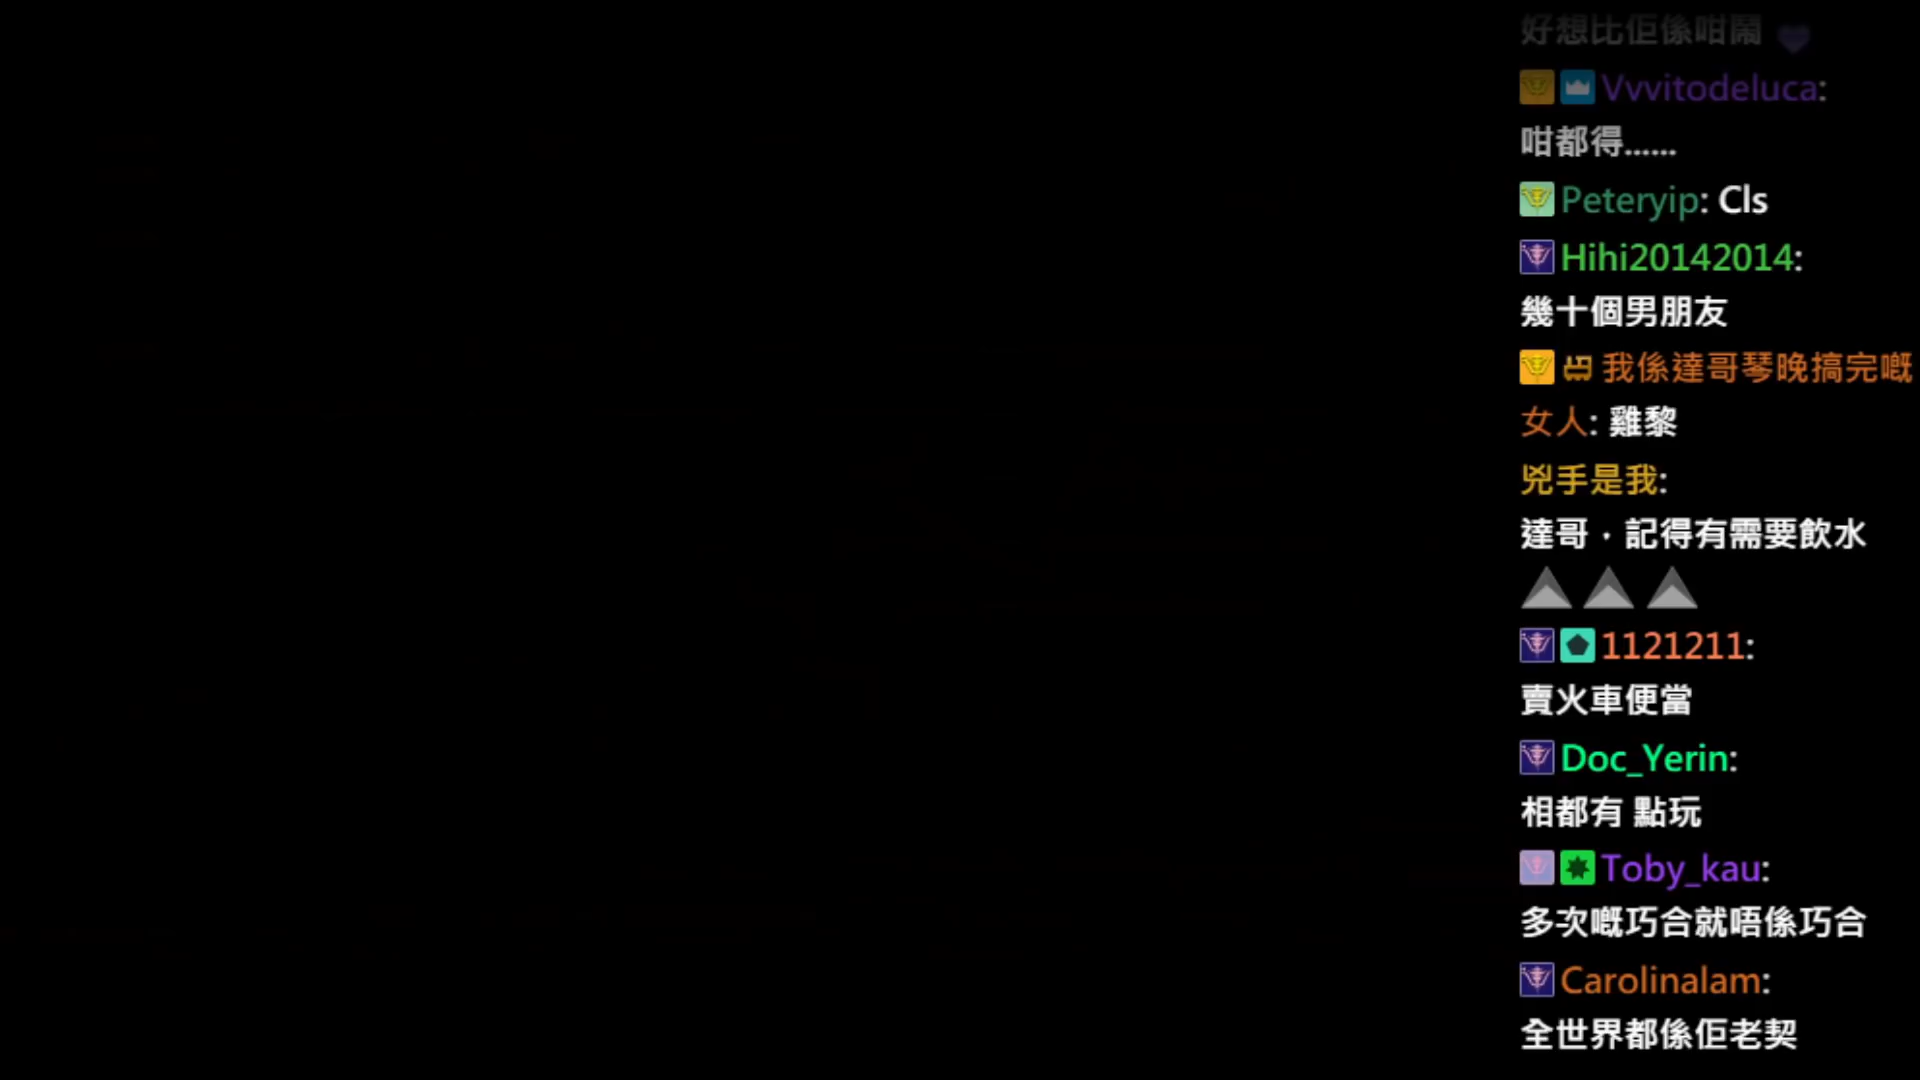 好想比佢係咁鬧
Vvvitodeluca:
咁都得......
Peteryip: Cls
Hihi20142014:
幾十個男朋友
我係達哥琴晚搞完嘅
女人: 雞黎
兇手是我:
達哥，記得有需要飲水
1121211:
賣火車便當
Doc_Yerin:
相都有 點玩
Toby_kau:
多次嘅巧合就唔係巧合
Carolinalam:
全世界都係佢老契